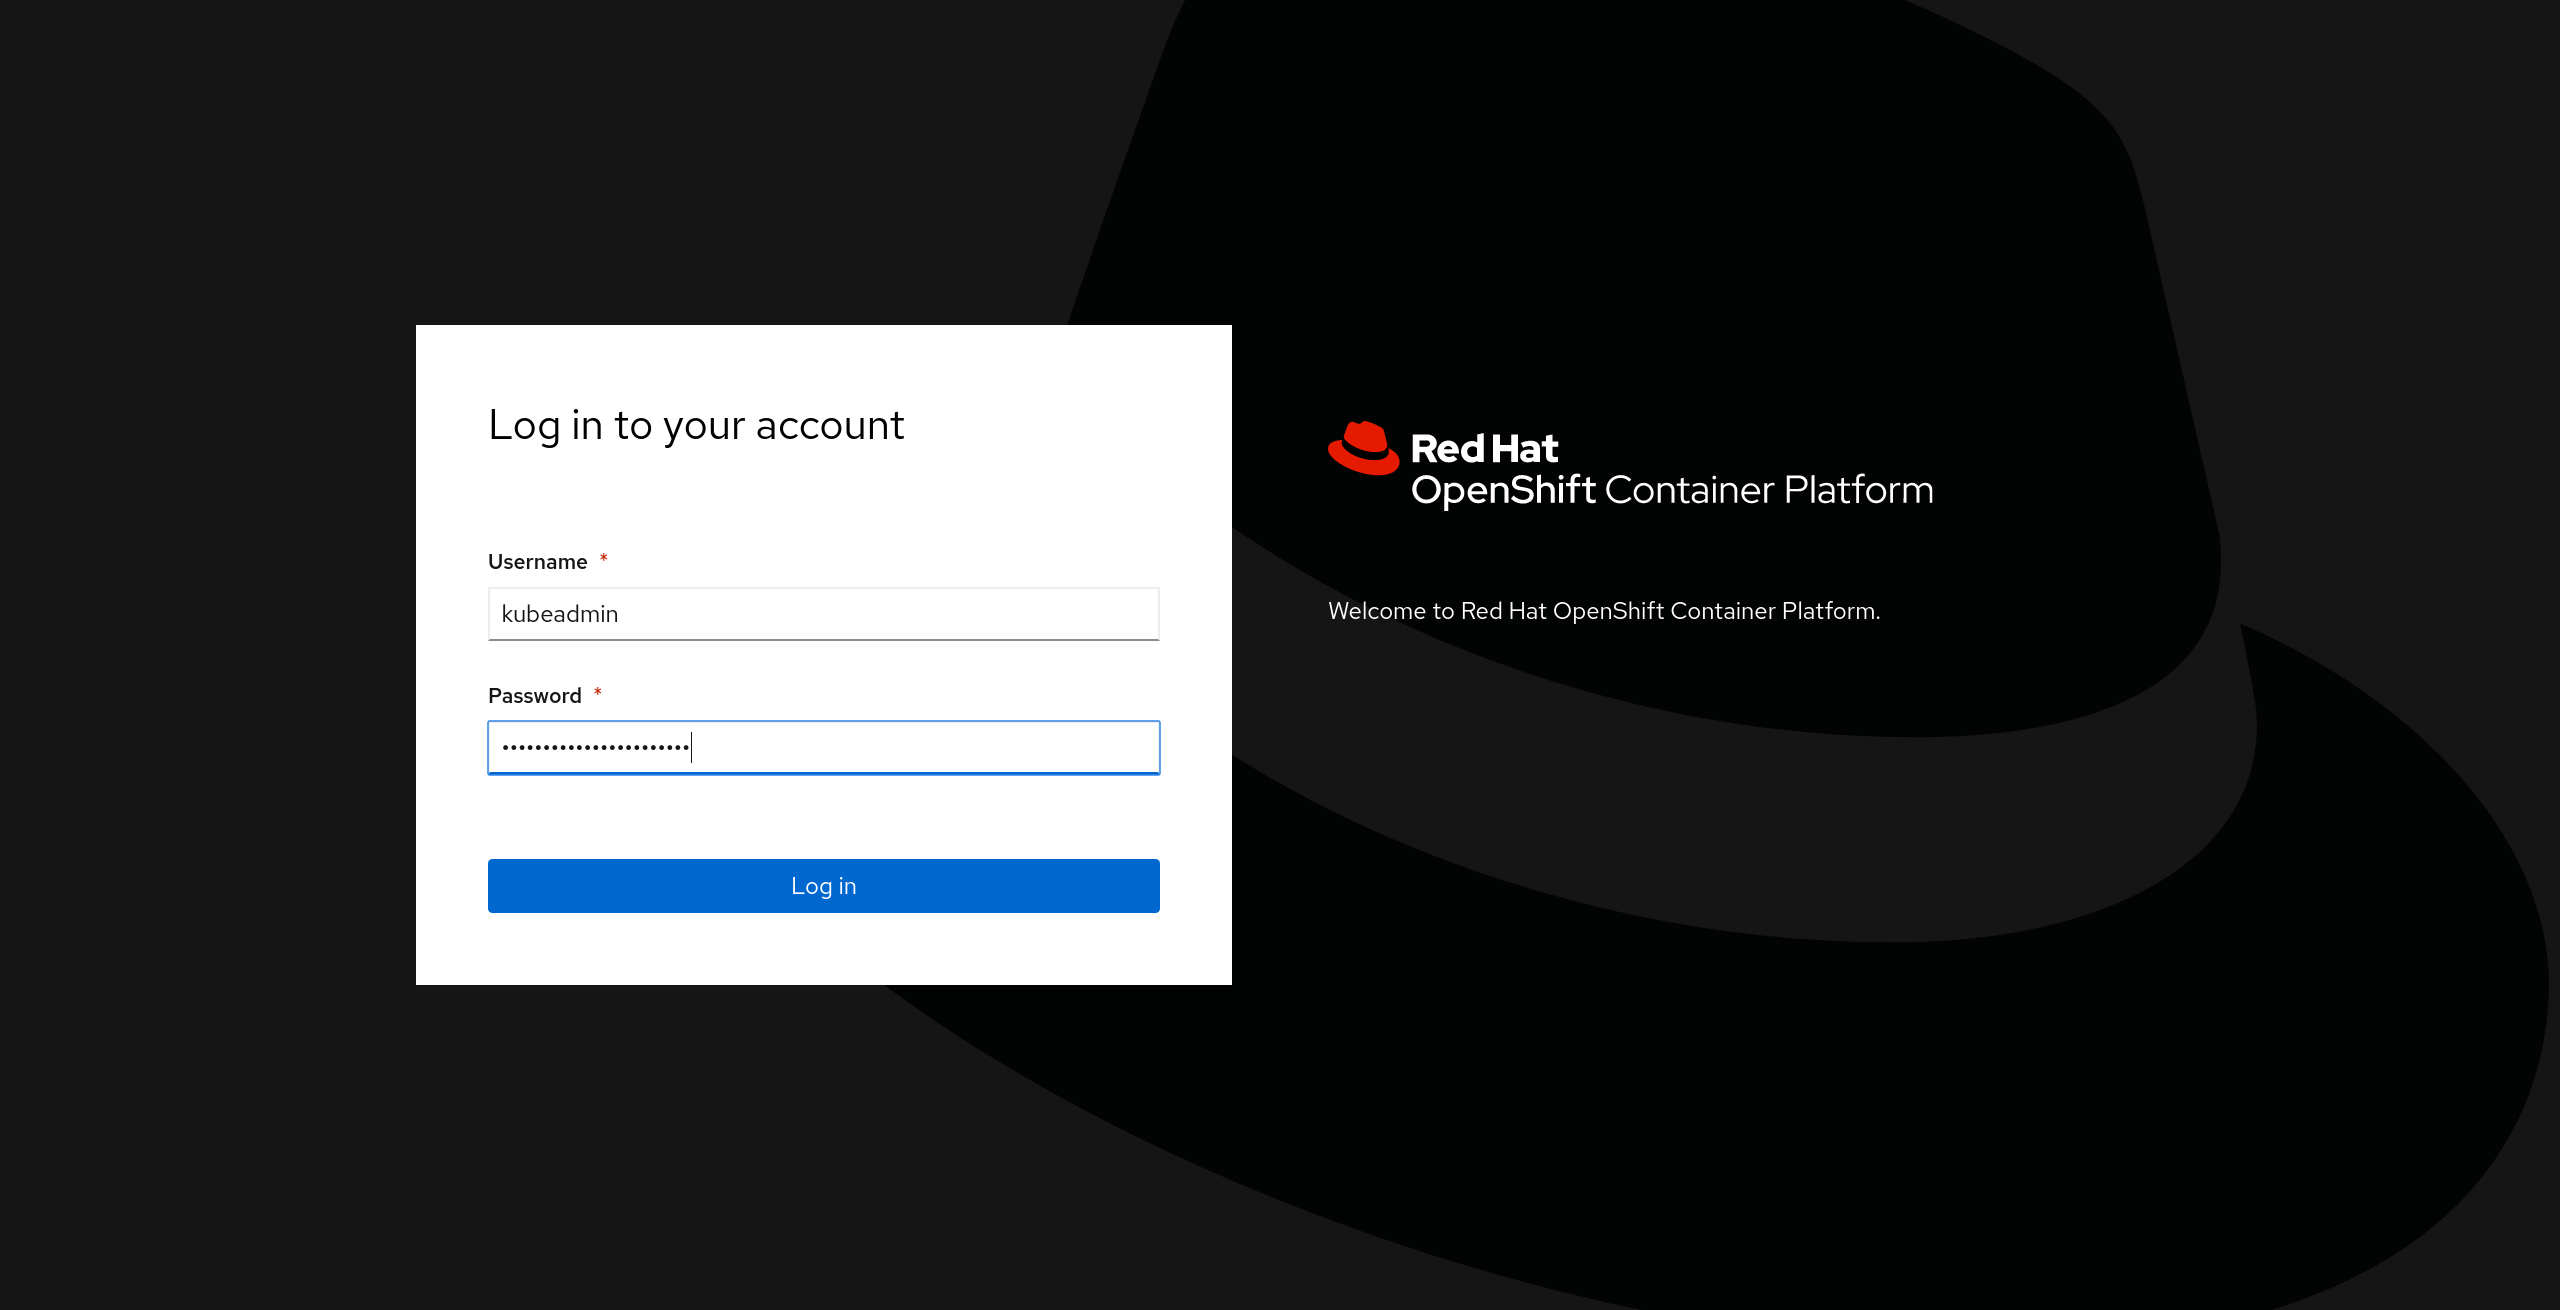 Log in to your account
Username *
kubeadmin
Password *
•••••••••••••••••••••••
Log in
Red Hat
OpenShift Container Platform
Welcome to Red Hat OpenShift Container Platform.